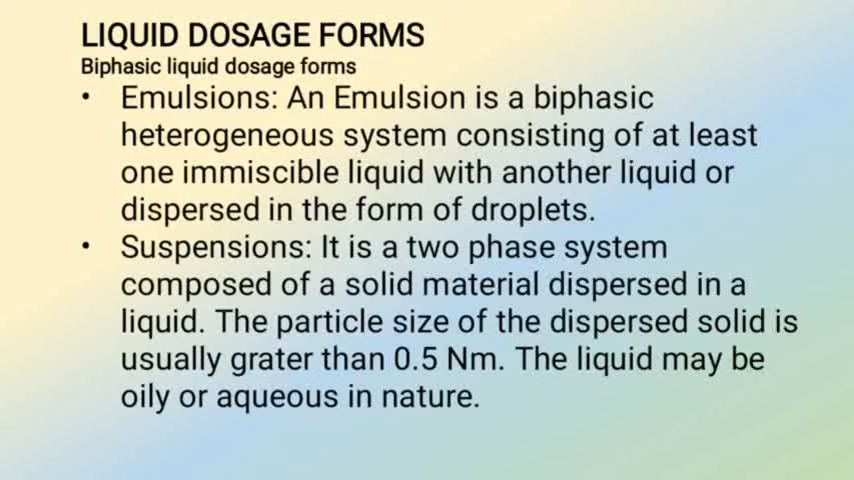 LIQUID DOSAGE FORMS
Biphasic liquid dosage forms
• Emulsions: An Emulsion is a biphasic
heterogeneous system consisting of at least
one immiscible liquid with another liquid or
dispersed in the form of droplets.
• Suspensions: It is a two phase system
composed of a solid material dispersed in a
liquid. The particle size of the dispersed solid is
usually grater than 0.5 Nm. The liquid may be
oily or aqueous in nature.